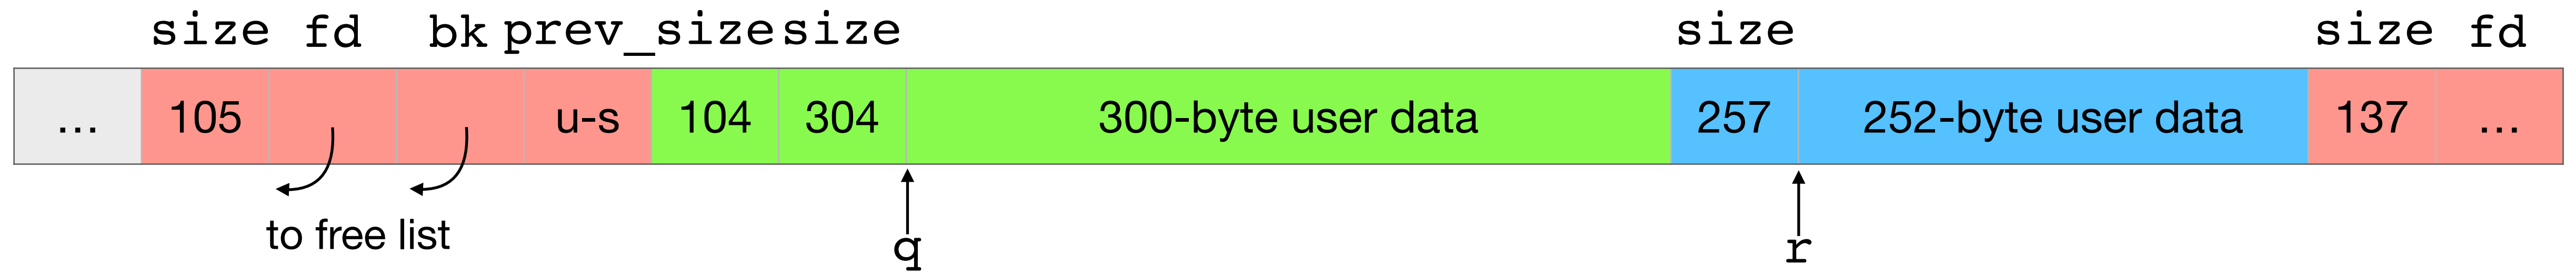 size fd bk prev_size size size size fd
... 105 u-s 104 304 300-byte user data 257 252-byte user data 137 ...
to free list
q r